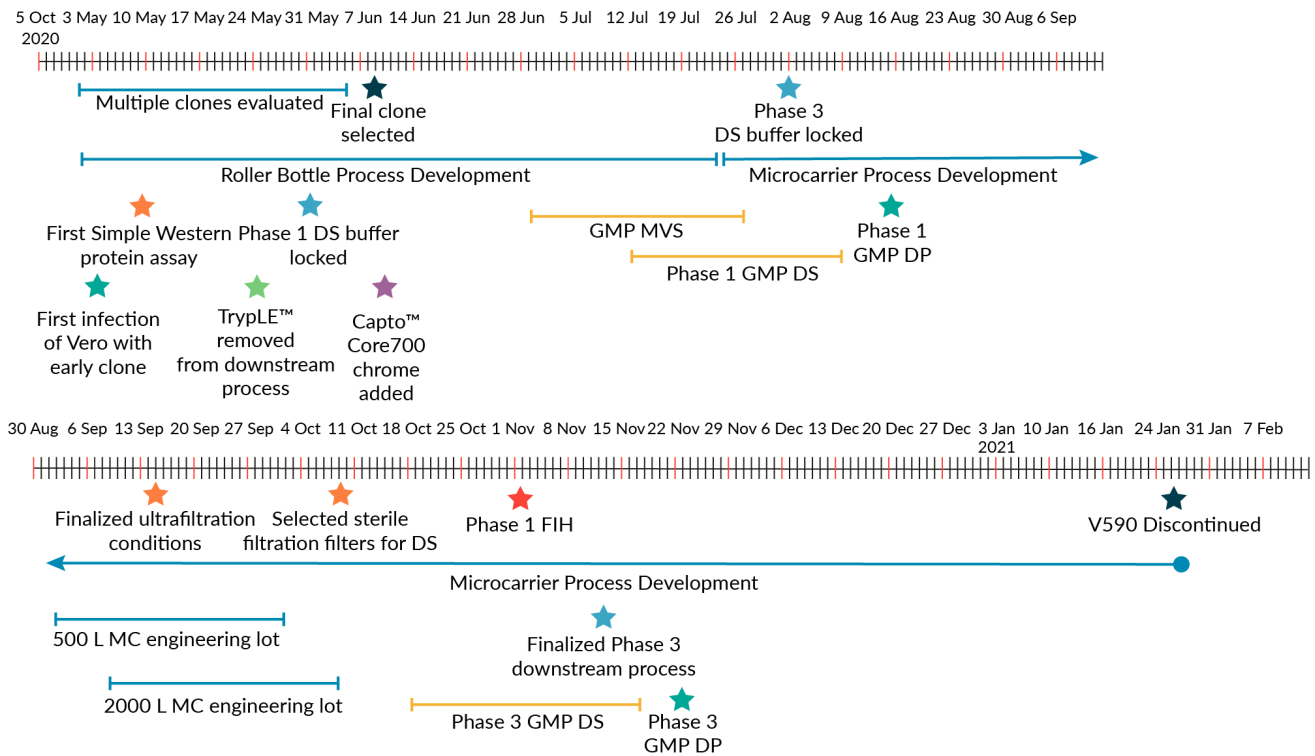 5 Oct 3 May 10 May 17 May 24 May 31 May 7 Jun 14 Jun 21 Jun 28 Jun 5 Jul 12 Jul 19 Jul 26 Jul 2 Aug 9 Aug 16 Aug 23 Aug 30 Aug 6 Sep
2020
Multiple clones evaluated
Final clone
selected
Phase 3
DS buffer locked
Roller Bottle Process Development
Microcarrier Process Development
First Simple Western
protein assay
Phase 1 DS buffer
locked
GMP MVS
Phase 1 GMP DS
Phase 1
GMP DP
First infection
of Vero with
early clone
TrypLE™
removed
from downstream
process
Capto™
Core700
chrome
added
30 Aug 6 Sep 13 Sep 20 Sep 27 Sep 4 Oct 11 Oct 18 Oct 25 Oct 1 Nov 8 Nov 15 Nov 22 Nov 29 Nov 6 Dec 13 Dec 20 Dec 27 Dec 3 Jan 10 Jan 16 Jan 24 Jan 31 Jan 7 Feb
2021
Finalized ultrafiltration
conditions
Selected sterile
filtration filters for DS
Phase 1 FIH
V590 Discontinued
Microcarrier Process Development
500 L MC engineering lot
Finalized Phase 3
downstream process
2000 L MC engineering lot
Phase 3 GMP DS
Phase 3
GMP DP